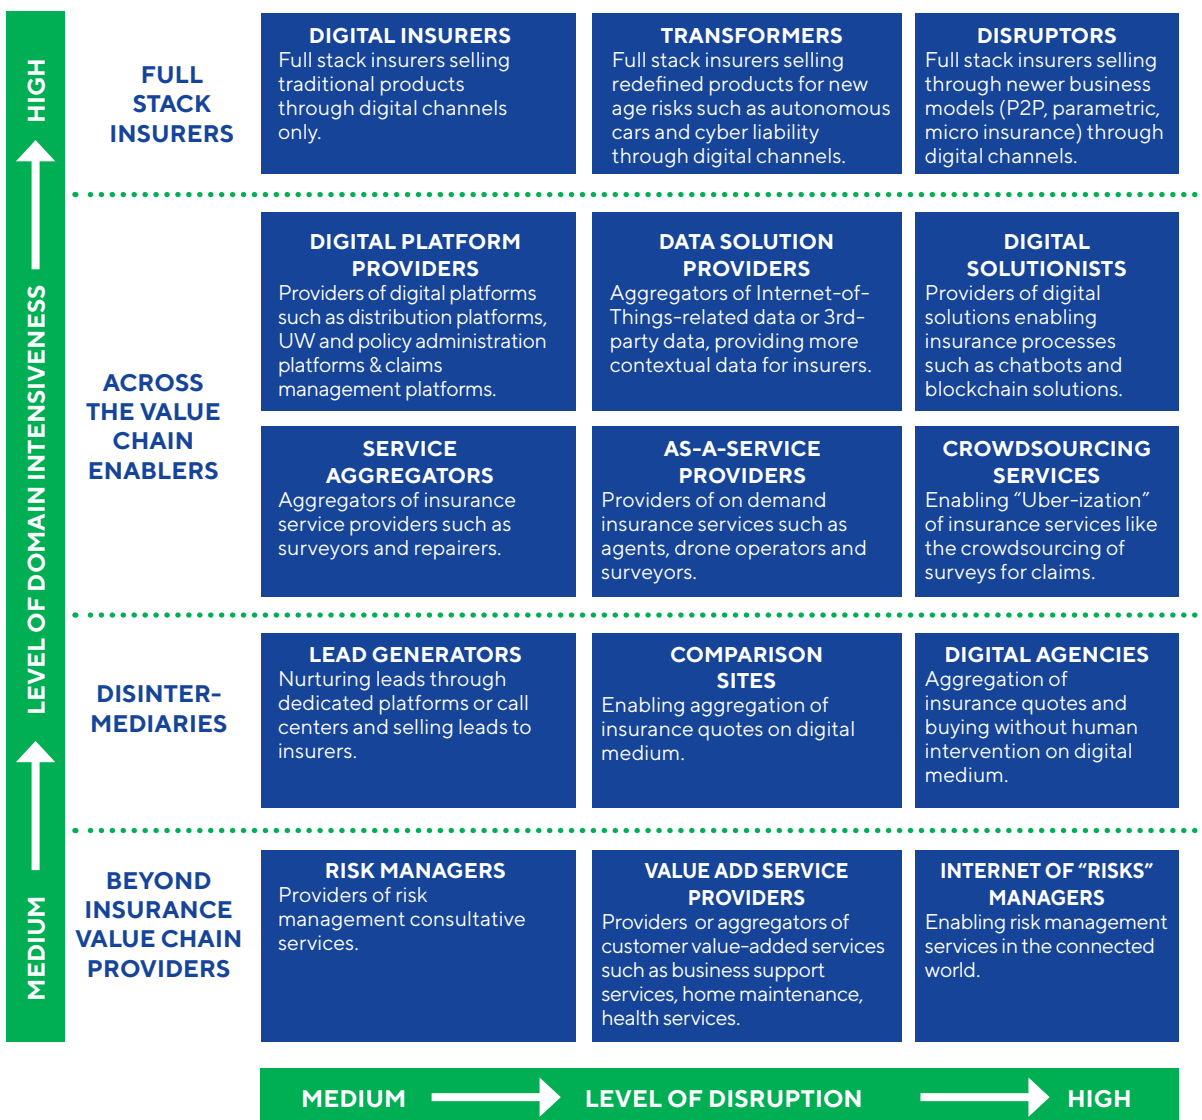 HIGH
LEVEL OF DOMAIN INTENSIVENESS
MEDIUM
FULL
STACK
INSURERS
DIGITAL INSURERS
Full stack insurers selling
traditional products
through digital channels
only.
TRANSFORMERS
Full stack insurers selling
redefined products for new
age risks such as autonomous
cars and cyber liability
through digital channels.
DISRUPTORS
Full stack insurers selling
through newer business
models (P2P, parametric,
micro insurance) through
digital channels.
ACROSS
THE VALUE
CHAIN
ENABLERS
DIGITAL PLATFORM
PROVIDERS
Providers of digital platforms
such as distribution platforms,
UW and policy administration
platforms & claims
management platforms.
DATA SOLUTION
PROVIDERS
Aggregators of Internet-of-
Things-related data or 3rd-
party data, providing more
contextual data for insurers.
DIGITAL
SOLUTIONISTS
Providers of digital
solutions enabling
insurance processes
such as chatbots and
blockchain solutions.
SERVICE
AGGREGATORS
Aggregators of insurance
service providers such as
surveyors and repairers.
AS-A-SERVICE
PROVIDERS
Providers of on demand
insurance services such as
agents, drone operators and
surveyors.
CROWDSOURCING
SERVICES
Enabling “Uber-ization”
of insurance services like
the crowdsourcing of
surveys for claims.
DISINTER-
MEDIARIES
LEAD GENERATORS
Nurturing leads through
dedicated platforms or call
centers and selling leads to
insurers.
COMPARISON
SITES
Enabling aggregation of
insurance quotes on digital
medium.
DIGITAL AGENCIES
Aggregation of
insurance quotes and
buying without human
intervention on digital
medium.
BEYOND
INSURANCE
VALUE CHAIN
PROVIDERS
RISK MANAGERS
Providers of risk
management consultative
services.
VALUE ADD SERVICE
PROVIDERS
Providers or aggregators of
customer value-added services
such as business support
services, home maintenance,
health services.
INTERNET OF “RISKS”
MANAGERS
Enabling risk management
services in the connected
world.
MEDIUM LEVEL OF DISRUPTION HIGH